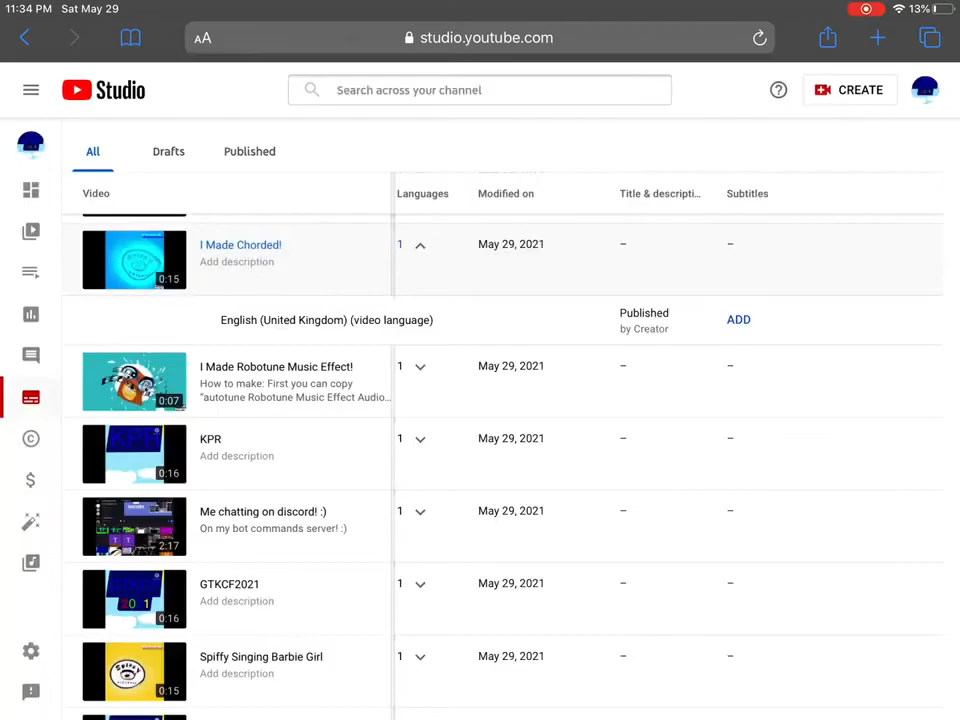 11:34 PM Sat May 29
13%
AA studio.youtube.com
Studio
Search across your channel
CREATE
All Drafts Published
Video Languages Modified on Title & descripti... Subtitles
I Made Chorded! 1 May 29, 2021 – –
Add description
0:15
English (United Kingdom) (video language) Published ADD
by Creator
I Made Robotune Music Effect! 1 May 29, 2021 – –
How to make: First you can copy
"autotune Robotune Music Effect Audio...
0:07
KPR 1 May 29, 2021 – –
Add description
KPR
0:16
Me chatting on discord! :) 1 May 29, 2021 – –
On my bot commands server! :)
T T
2:17
GTKCF2021 1 May 29, 2021 – –
Add description
0:16
Spiffy Singing Barbie Girl 1 May 29, 2021 – –
Add description
Spiffy
0:15